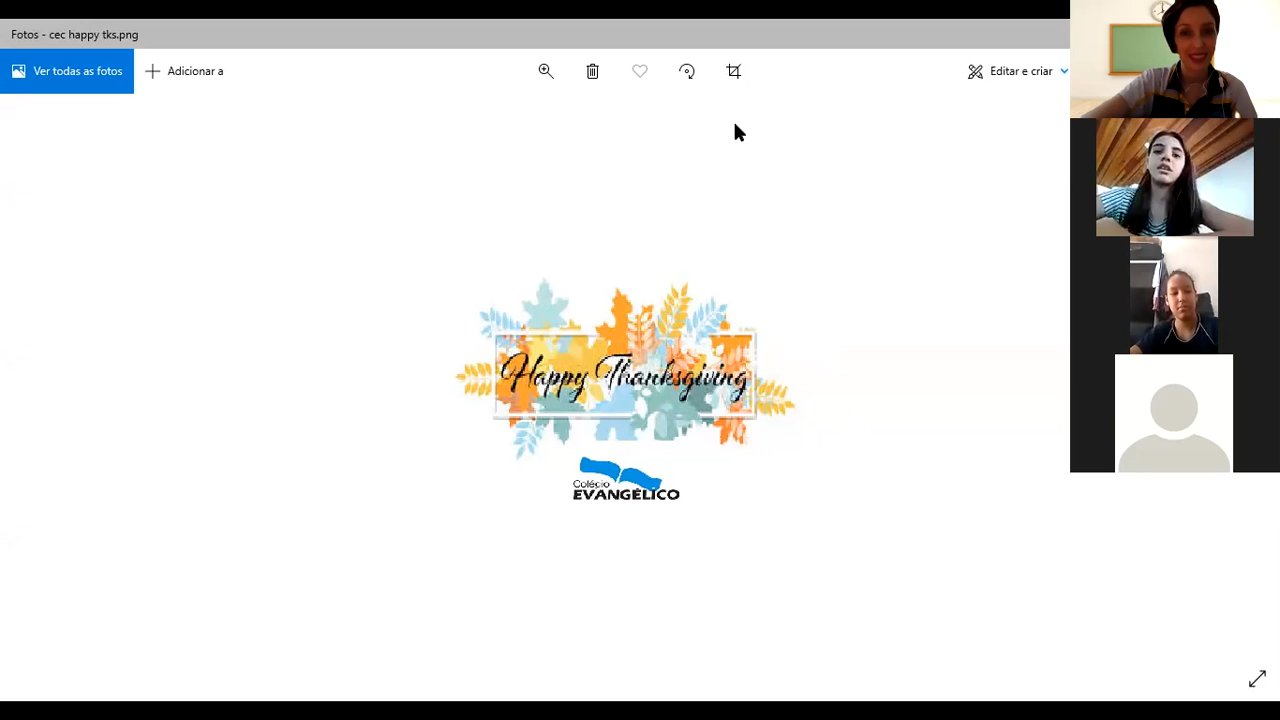 Fotos - cec happy tks.png
Ver todas as fotos
Adicionar a
Editar e criar
Happy Thanksgiving
Colégio
EVANGÉLICO